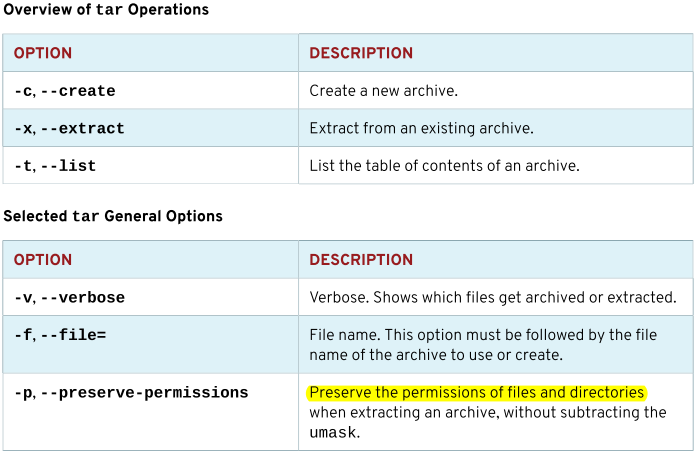 Overview of tar Operations
OPTION DESCRIPTION
-c, --create Create a new archive.
-x, --extract Extract from an existing archive.
-t, --list List the table of contents of an archive.
Selected tar General Options
OPTION DESCRIPTION
-v, --verbose Verbose. Shows which files get archived or extracted.
-f, --file= File name. This option must be followed by the file
name of the archive to use or create.
-p, --preserve-permissions Preserve the permissions of files and directories
when extracting an archive, without subtracting the
umask.